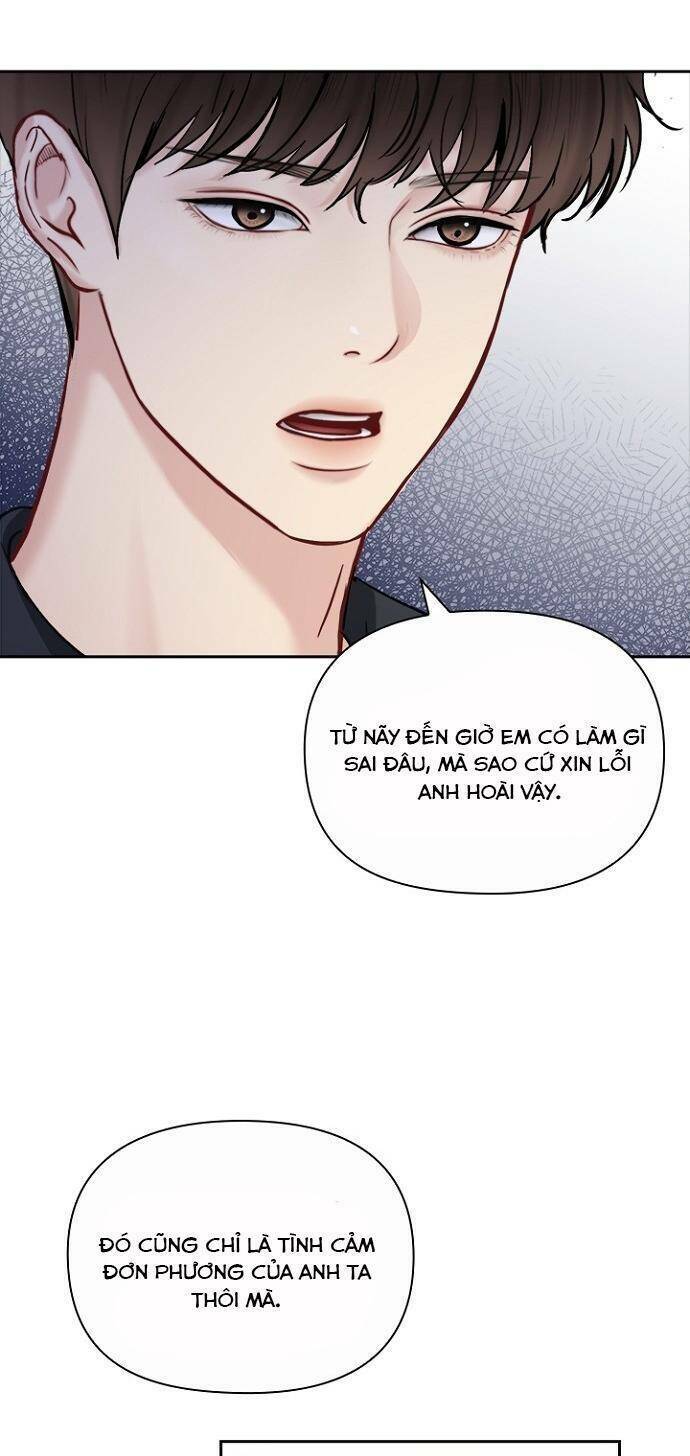 TỪ NÃY ĐẾN GIỜ EM CÓ LÀM GÌ
SAI ĐÂU, MÀ SAO CỨ XIN LỖI
ANH HOÀI VẬY.
ĐÓ CŨNG CHỈ LÀ TÌNH CẢM
ĐƠN PHƯƠNG CỦA ANH TA
THÔI MÀ.